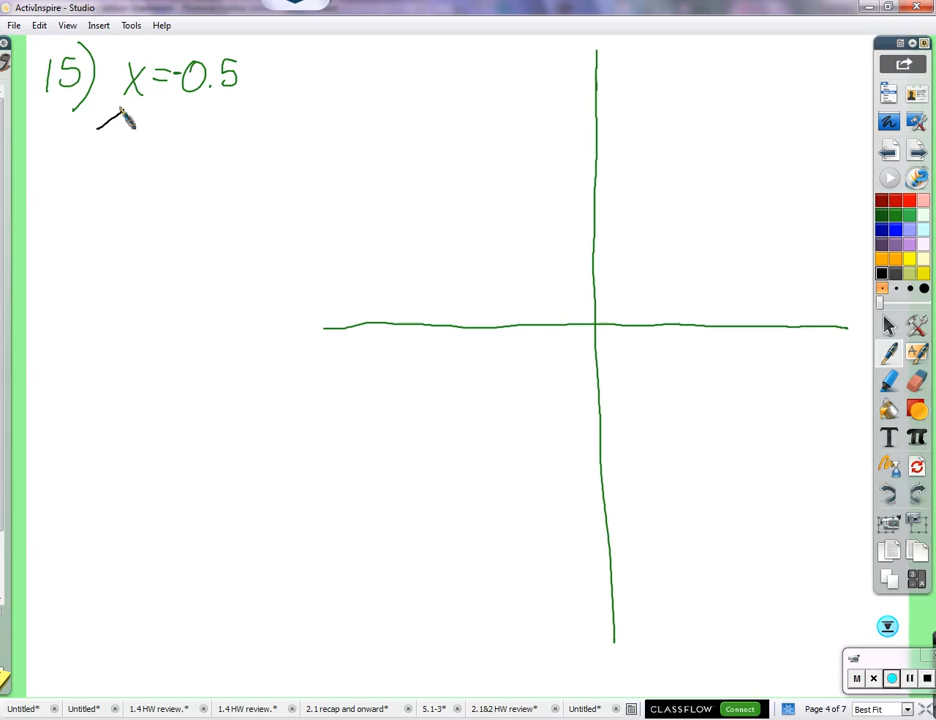 ActivInspire - Studio
File Edit View Insert Tools Help
15) x=-0.5
T π
M x
Untitled* Untitled* 1.4 HW review.* 1.4 HW review.* 2.1 recap and onward* 5.1-3* 2.1&2 HW review* Untitled* CLASSFLOW Connect Page 4 of 7 Best Fit